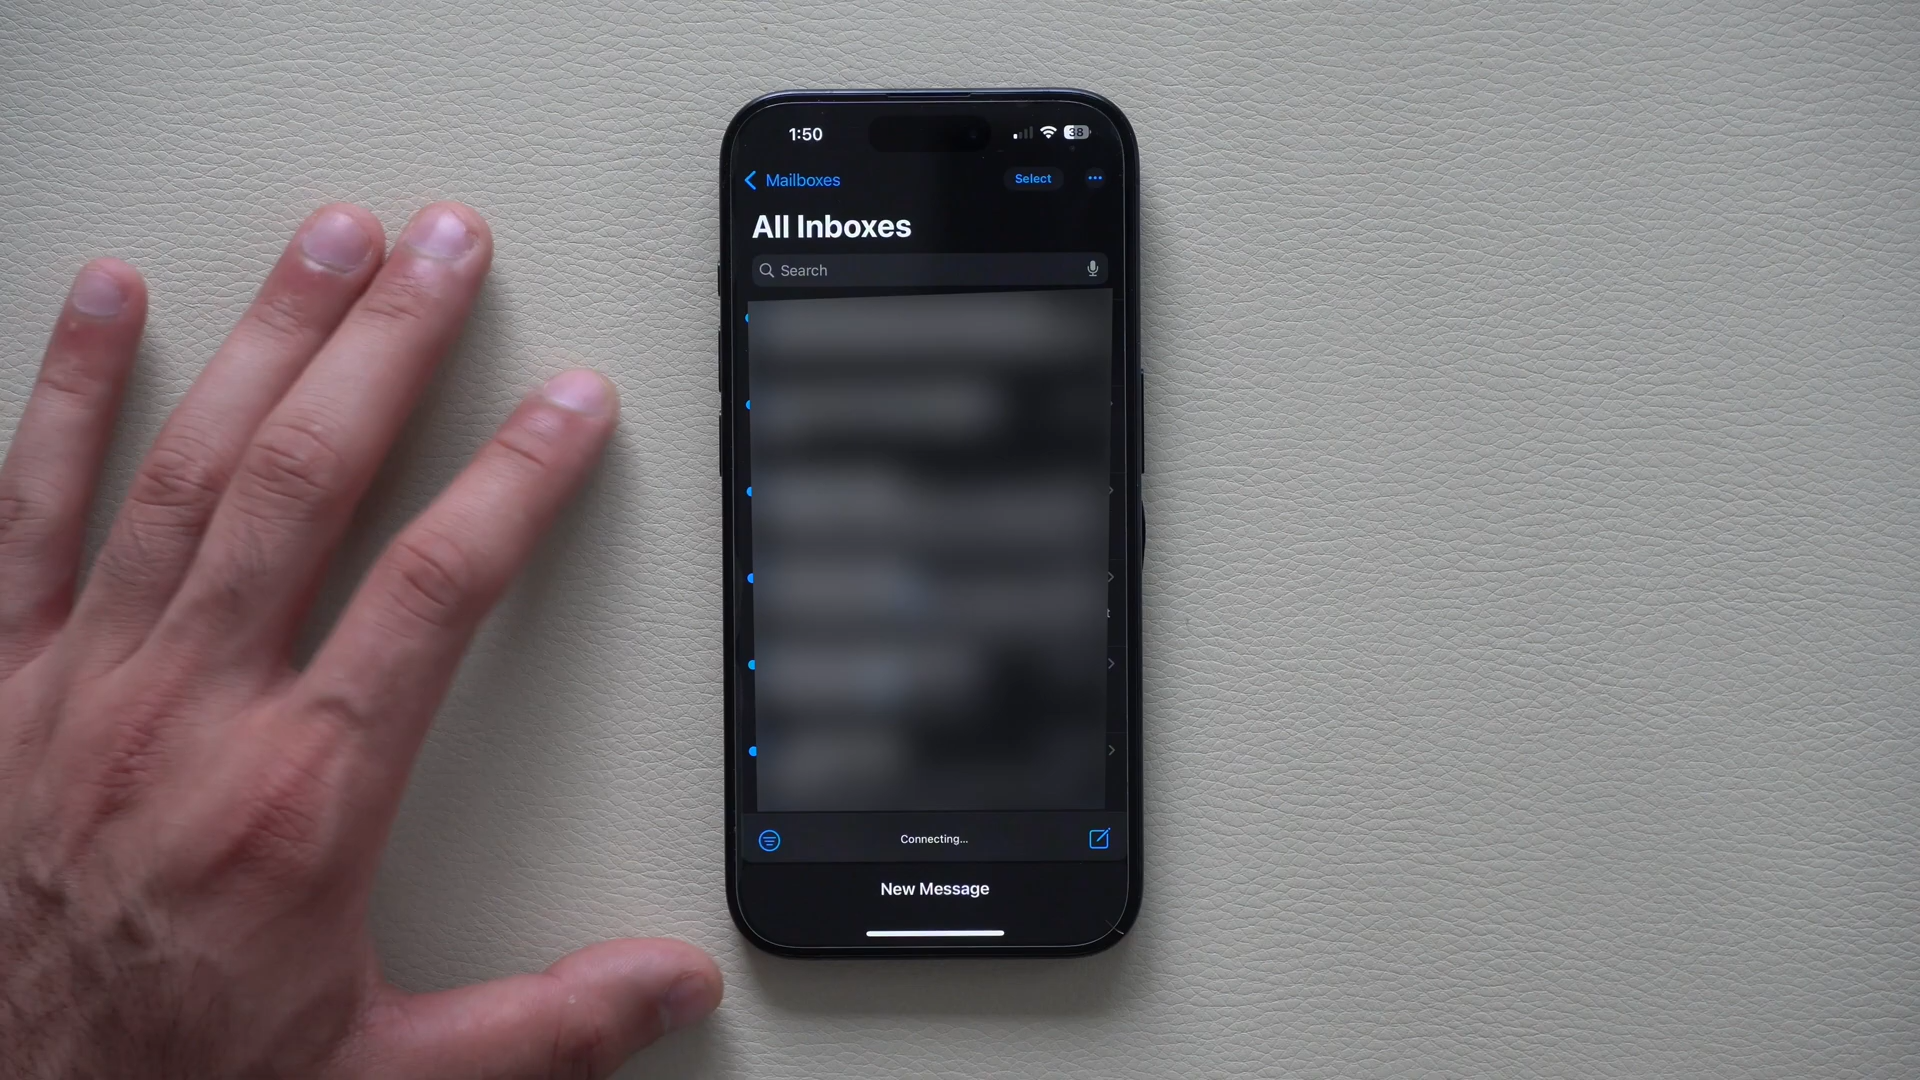 1:50
38
Mailboxes
Select
All Inboxes
Search
Connecting...
New Message